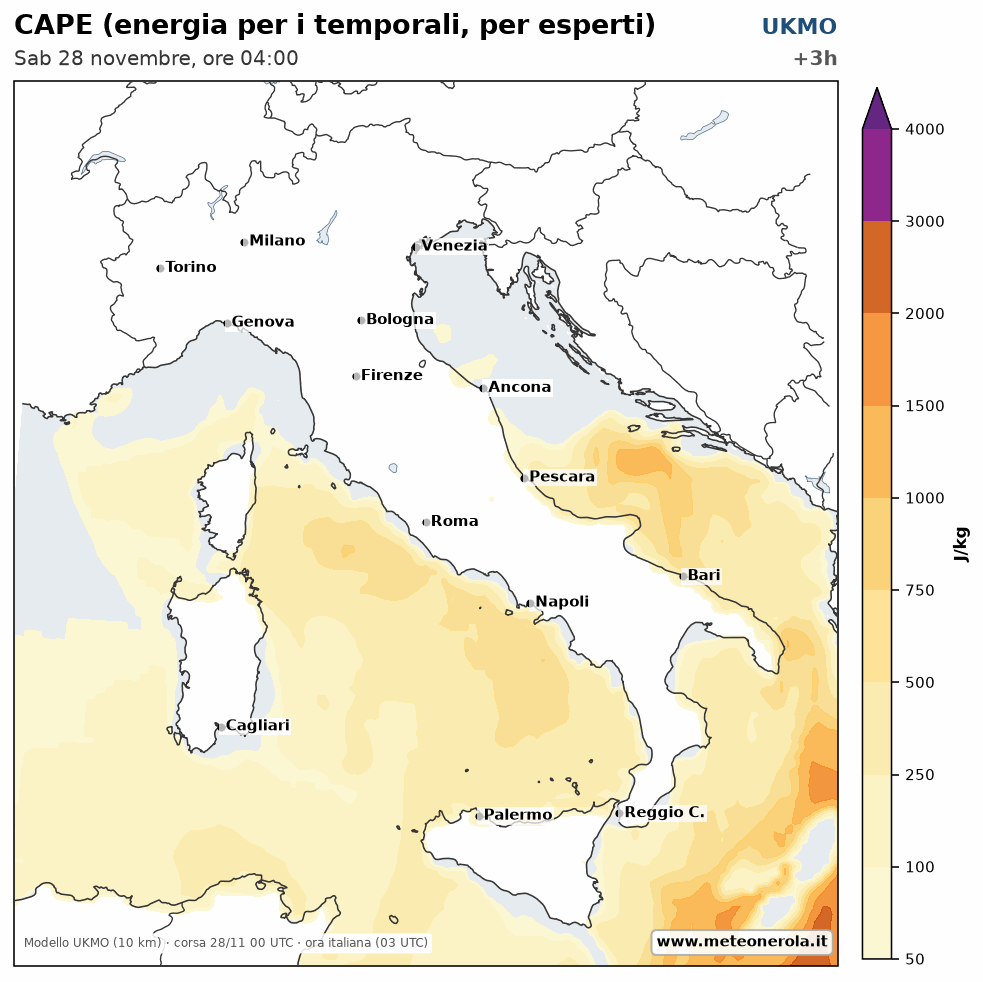 CAPE (energia per i temporali, per esperti)
UKMO
Sab 28 novembre, ore 04:00
+3h
4000
3000
2000
1500
1000
750
500
250
100
50
J/kg
Milano
Venezia
Torino
Genova
Bologna
Firenze
Ancona
Pescara
Roma
Bari
Napoli
Cagliari
Palermo
Reggio C.
Modello UKMO (10 km) · corsa 28/11 00 UTC · ora italiana (03 UTC)
www.meteonerola.it